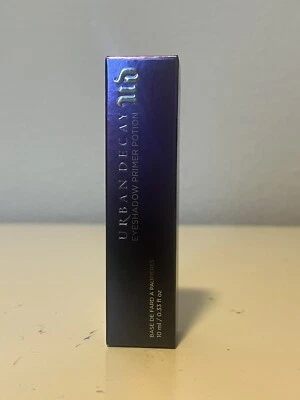 UD
URBAN DECAY
EYESHADOW PRIMER POTION
BASE DE FARD À PAUPIÈRES
10 ml / 0.33 fl oz